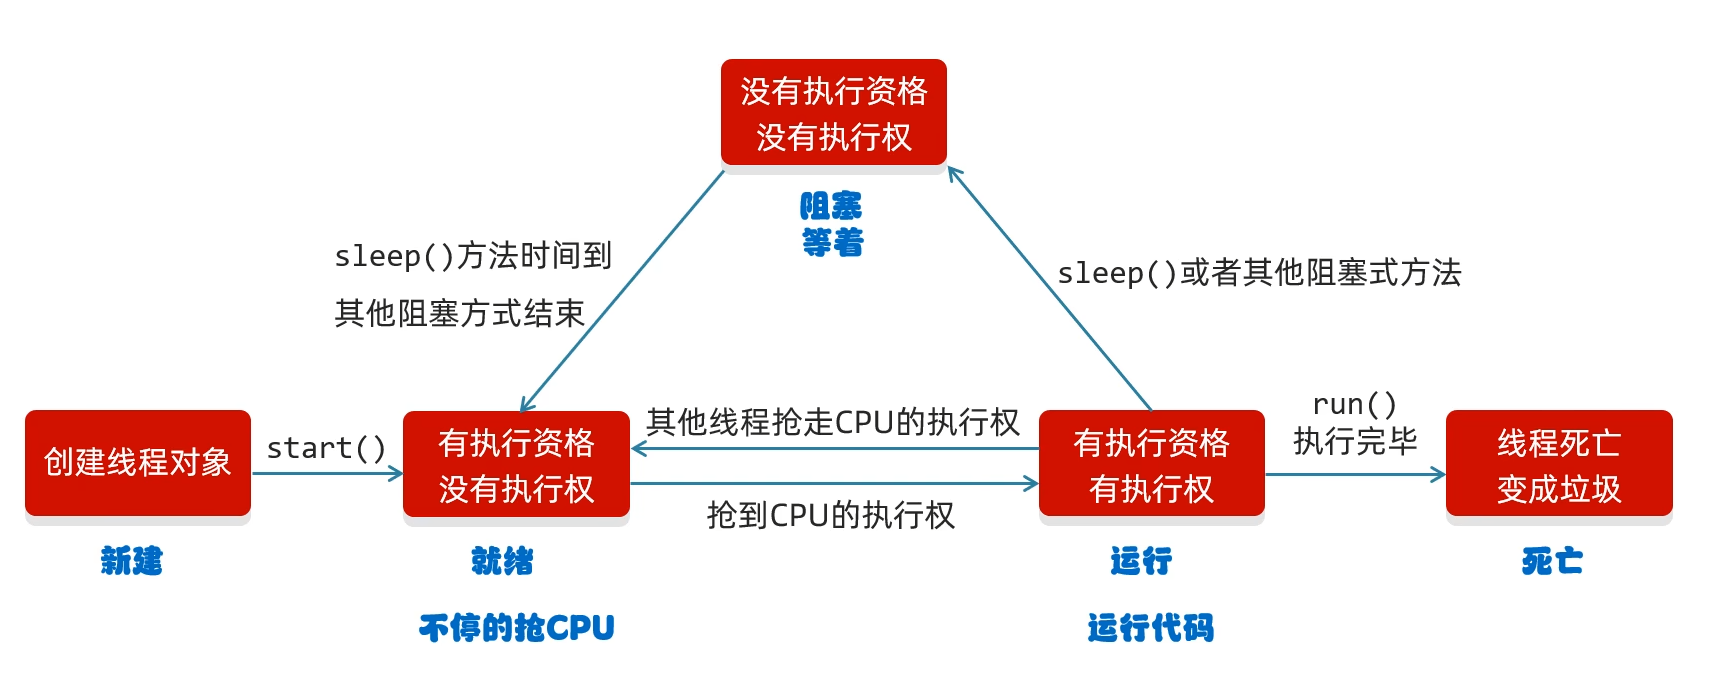 没有执行资格
没有执行权
阻塞
等着
sleep()方法时间到
其他阻塞方式结束
sleep()或者其他阻塞式方法
创建线程对象
新建
start()
有执行资格
没有执行权
就绪
不停的抢CPU
其他线程抢走CPU的执行权
抢到CPU的执行权
有执行资格
有执行权
运行
运行代码
run()
执行完毕
线程死亡
变成垃圾
死亡